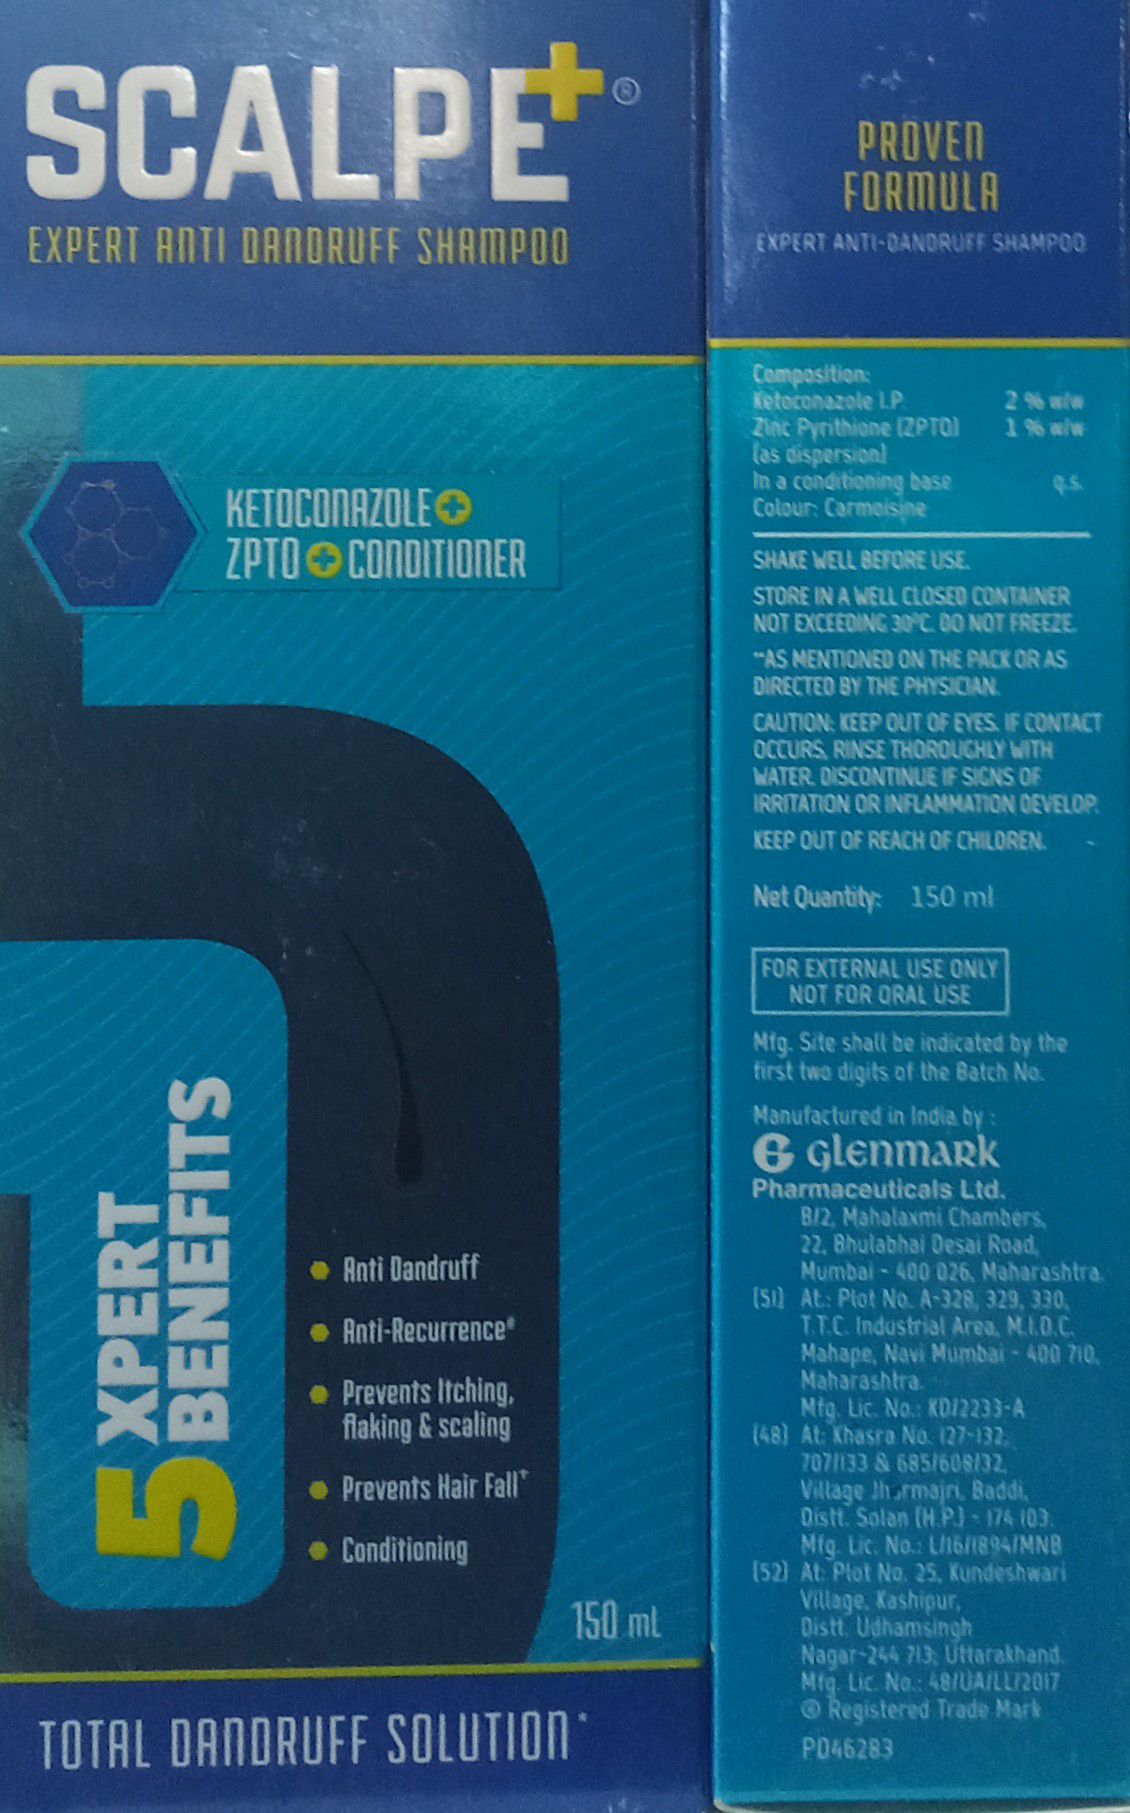 SCALPE+®
EXPERT ANTI DANDRUFF SHAMPOO
KETOCONAZOLE+
ZPTO+CONDITIONER
5 XPERT
BENEFITS
Anti Dandruff
Anti-Recurrence#
Prevents Itching,
flaking & scaling
Prevents Hair Fall+
Conditioning
150 ml
TOTAL DANDRUFF SOLUTION*
PROVEN
FORMULA
EXPERT ANTI-DANDRUFF SHAMPOO
Composition:
Ketoconazole I.P. 2 % w/w
Zinc Pyrithione (ZPTO) 1 % w/w
(as dispersion)
In a conditioning base q.s.
Colour: Carmoisine
SHAKE WELL BEFORE USE.
STORE IN A WELL CLOSED CONTAINER
NOT EXCEEDING 30°C. DO NOT FREEZE.
**AS MENTIONED ON THE PACK OR AS
DIRECTED BY THE PHYSICIAN.
CAUTION: KEEP OUT OF EYES. IF CONTACT
OCCURS, RINSE THOROUGHLY WITH
WATER. DISCONTINUE IF SIGNS OF
IRRITATION OR INFLAMMATION DEVELOP.
KEEP OUT OF REACH OF CHILDREN.
Net Quantity: 150 ml
FOR EXTERNAL USE ONLY
NOT FOR ORAL USE
Mfg. Site shall be indicated by the
first two digits of the Batch No.
Manufactured in India by :
G glenmark
Pharmaceuticals Ltd.
B/2, Mahalaxmi Chambers,
22, Bhulabhai Desai Road,
Mumbai - 400 026, Maharashtra.
(51) At.: Plot No. A-328, 329, 330,
T.T.C. Industrial Area, M.I.D.C.
Mahape, Navi Mumbai - 400 710,
Maharashtra.
Mfg. Lic. No.: KD/2233-A
(48) At: Khasra No. 127-132,
707/133 & 685/608/32,
Village Jharmajri, Baddi,
Distt. Solan (H.P.) - 174 103.
Mfg. Lic. No.: L/16/1894/MNB
(52) At: Plot No. 25, Kundeshwari
Village, Kashipur,
Distt. Udhamsingh
Nagar-244 713, Uttarakhand.
Mfg. Lic. No.: 48/UA/LL/2017
® Registered Trade Mark
PD46283